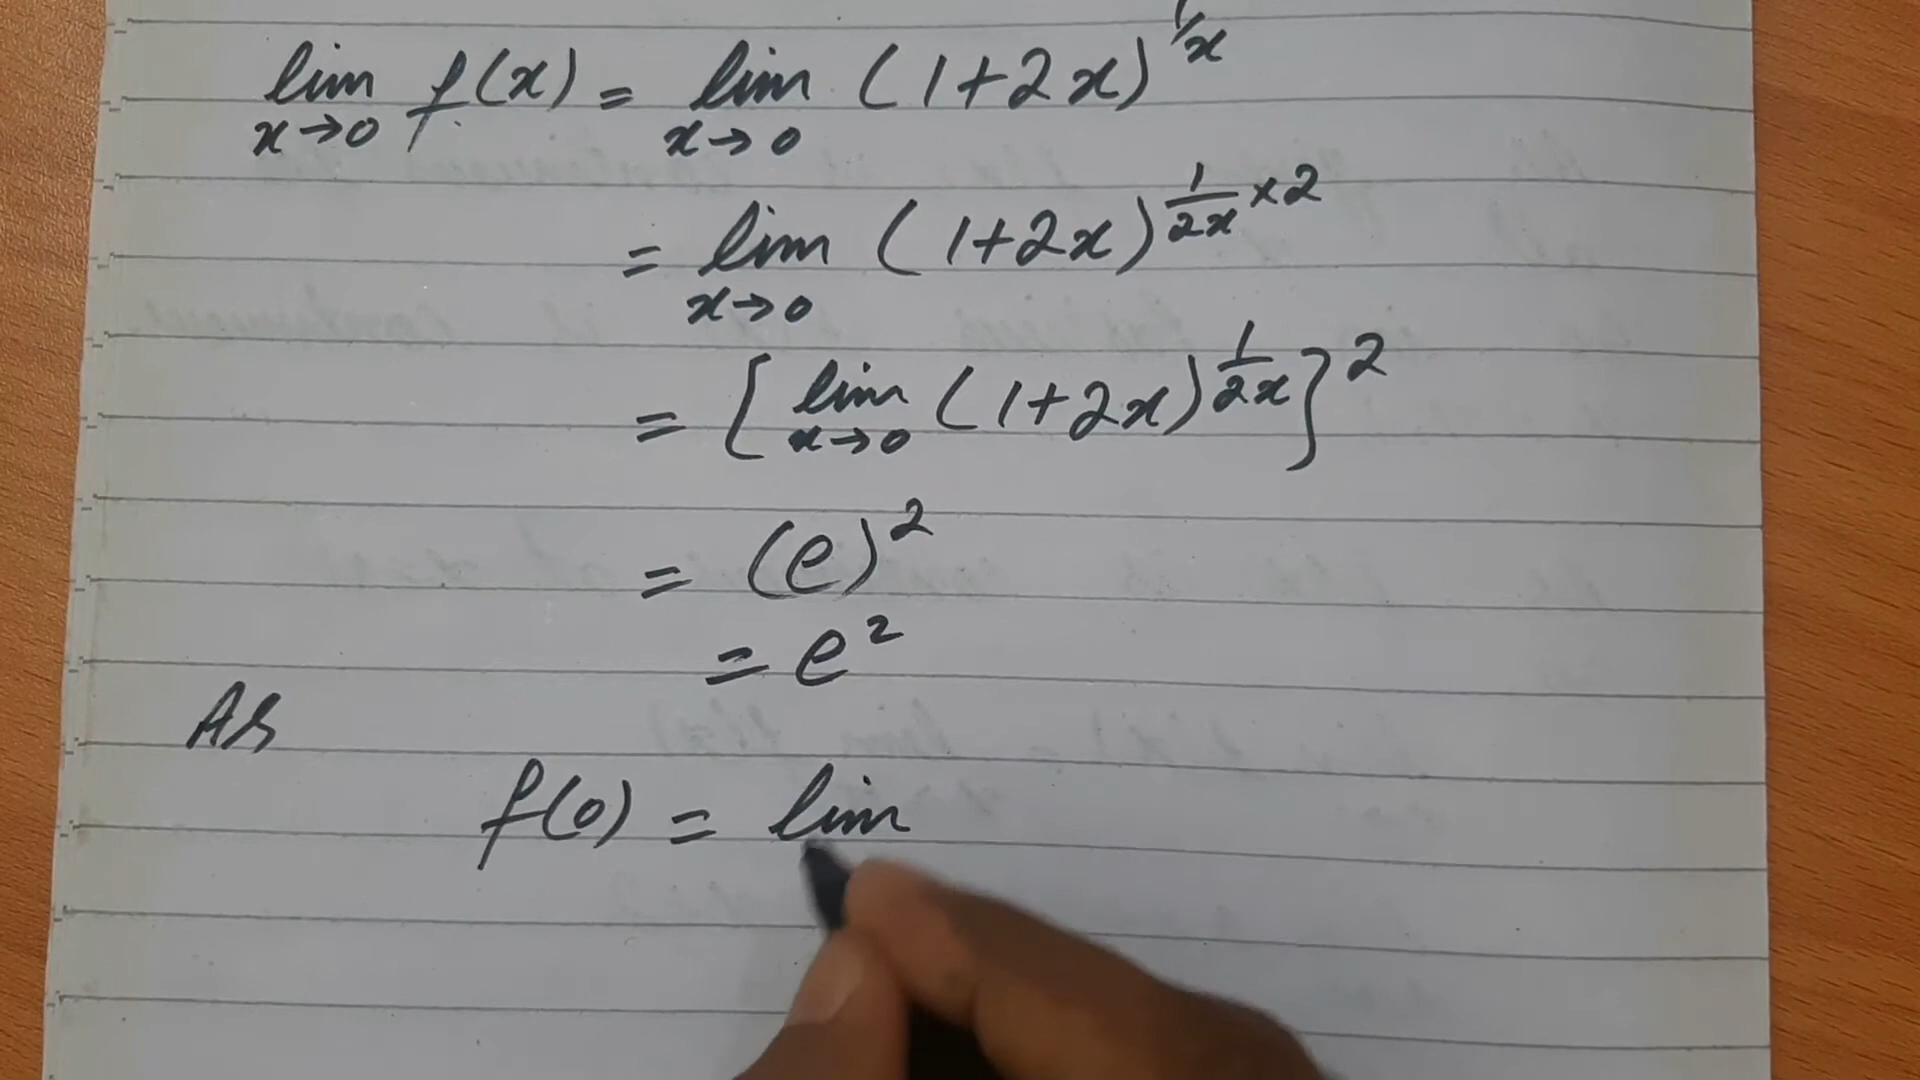 lim x→0 f(x) = lim x→0 (1+2x)^1/x
= lim x→0 (1+2x)^1/2x ×2
= [lim x→0 (1+2x)^1/2x]^2
= (e)^2
= e^2
As
f(0) = lim